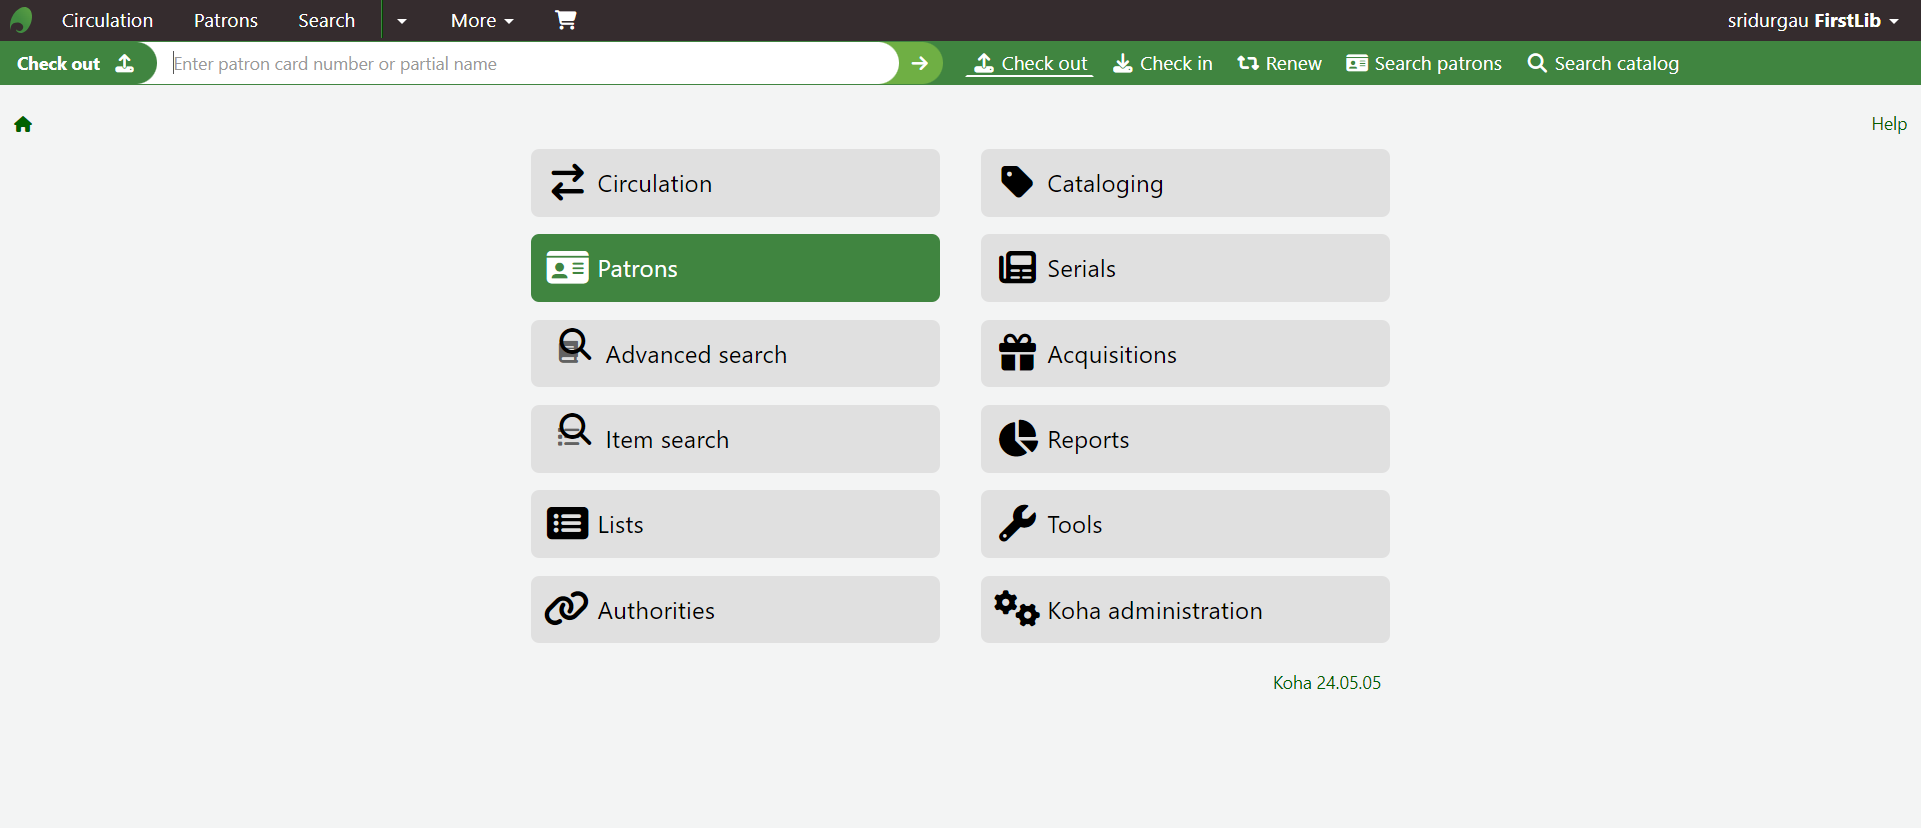 Circulation Patrons Search More sridurgau FirstLib
Check out Enter patron card number or partial name Check out Check in Renew Search patrons Search catalog
Help
Circulation Cataloging
Patrons Serials
Advanced search Acquisitions
Item search Reports
Lists Tools
Authorities Koha administration
Koha 24.05.05